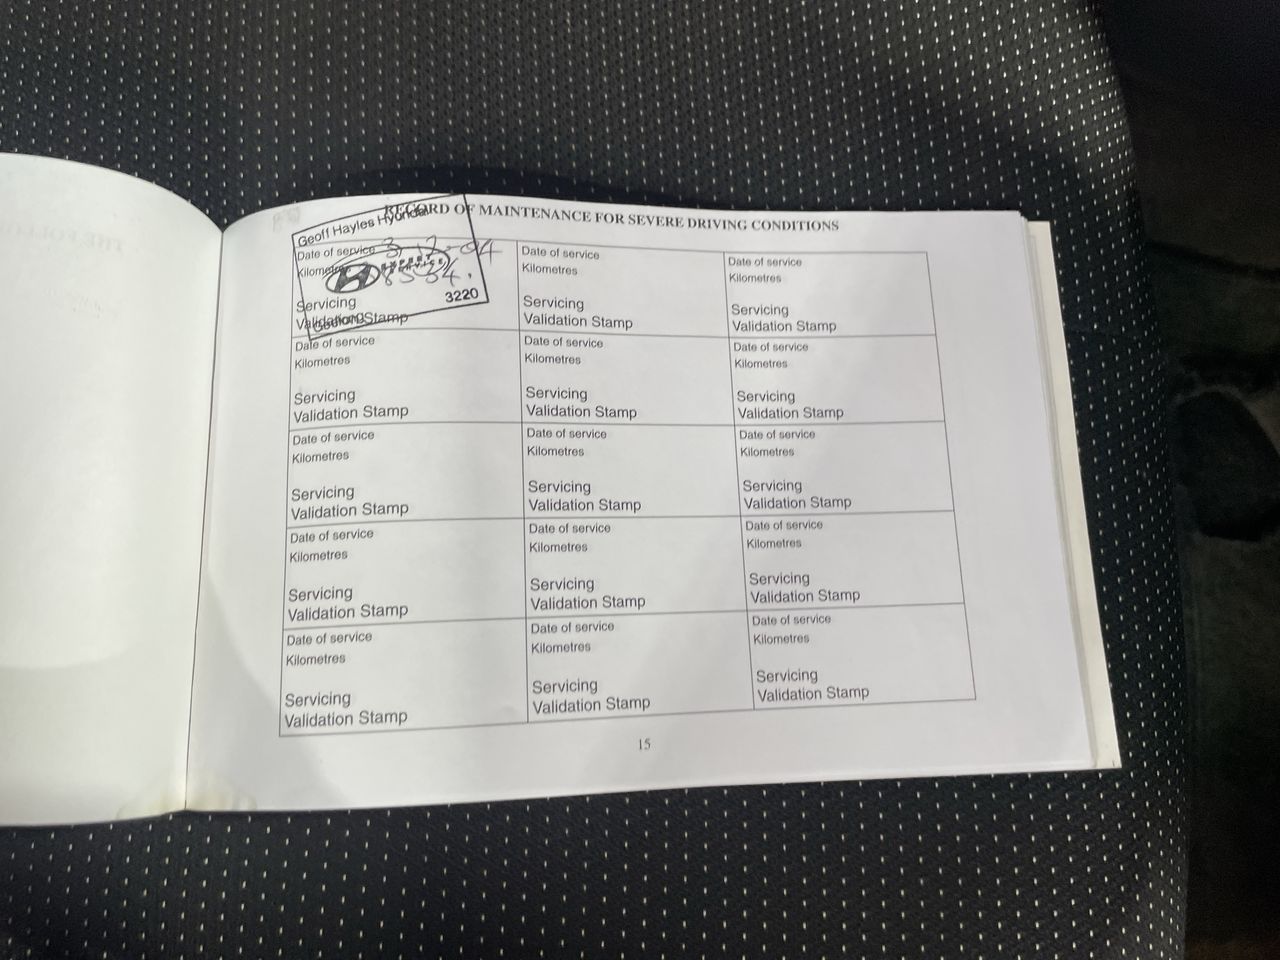 RECORD OF MAINTENANCE FOR SEVERE DRIVING CONDITIONS
Geoff Hayles Hyundai
Date of service 3.2.04 Date of service Date of service
Kilometres 8534. Kilometres Kilometres
3220
Servicing Servicing Servicing
Validation Stamp Validation Stamp Validation Stamp
Date of service Date of service Date of service
Kilometres Kilometres Kilometres
Servicing Servicing Servicing
Validation Stamp Validation Stamp Validation Stamp
Date of service Date of service Date of service
Kilometres Kilometres Kilometres
Servicing Servicing Servicing
Validation Stamp Validation Stamp Validation Stamp
Date of service Date of service Date of service
Kilometres Kilometres Kilometres
Servicing Servicing Servicing
Validation Stamp Validation Stamp Validation Stamp
Date of service Date of service Date of service
Kilometres Kilometres Kilometres
Servicing Servicing Servicing
Validation Stamp Validation Stamp Validation Stamp
15